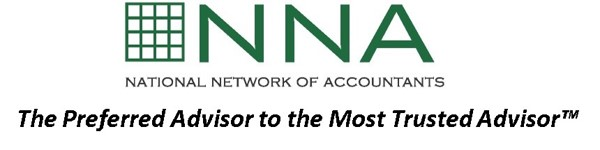 NNA
NATIONAL NETWORK OF ACCOUNTANTS
The Preferred Advisor to the Most Trusted Advisor™